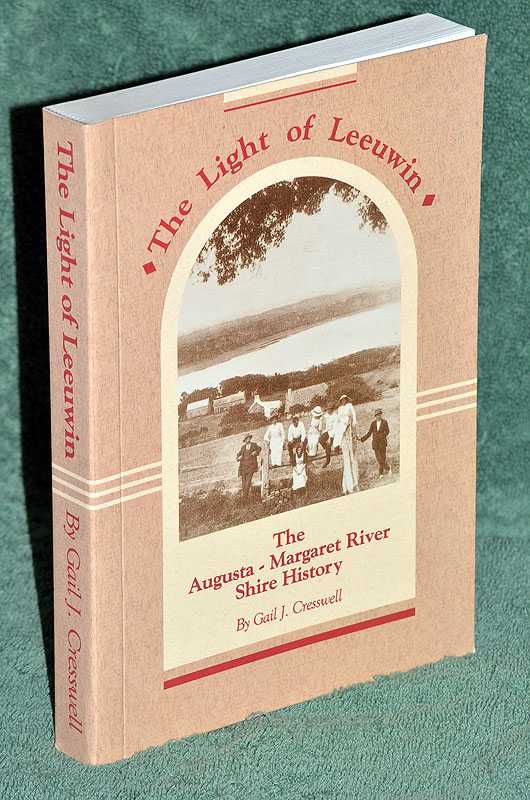 The Light of Leeuwin
The
Augusta - Margaret River
Shire History
By Gail J. Cresswell
The Light of Leeuwin By Gail J. Cresswell